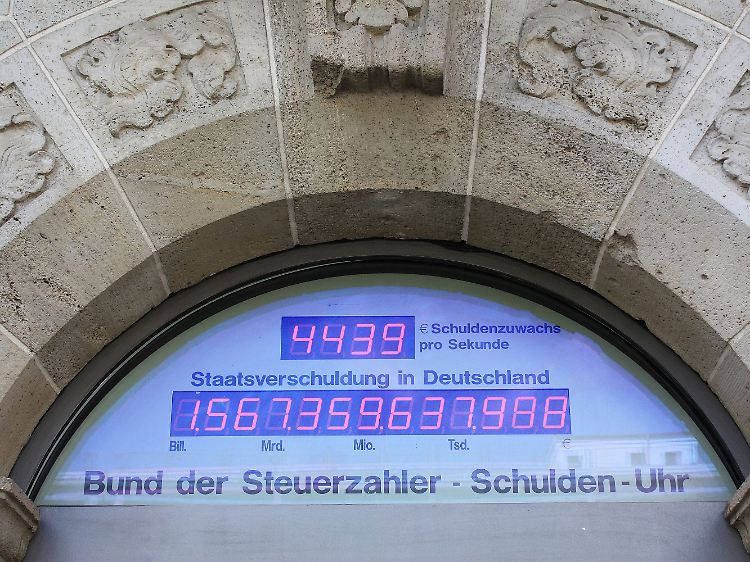 4439 € Schuldenzuwachs
pro Sekunde
Staatsverschuldung in Deutschland
1.567.359.637.938
Bill. Mrd. Mio. Tsd. €
Bund der Steuerzahler - Schulden - Uhr